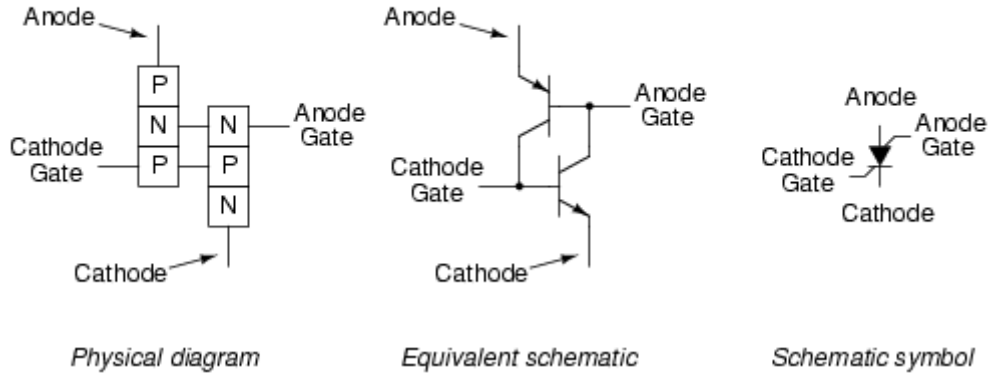 Anode
P
N
N
P
P
N
Anode
Gate
Cathode
Gate
Cathode
Physical diagram
Anode
Anode
Gate
Cathode
Gate
Cathode
Equivalent schematic
Anode
Anode
Gate
Cathode
Gate
Cathode
Schematic symbol